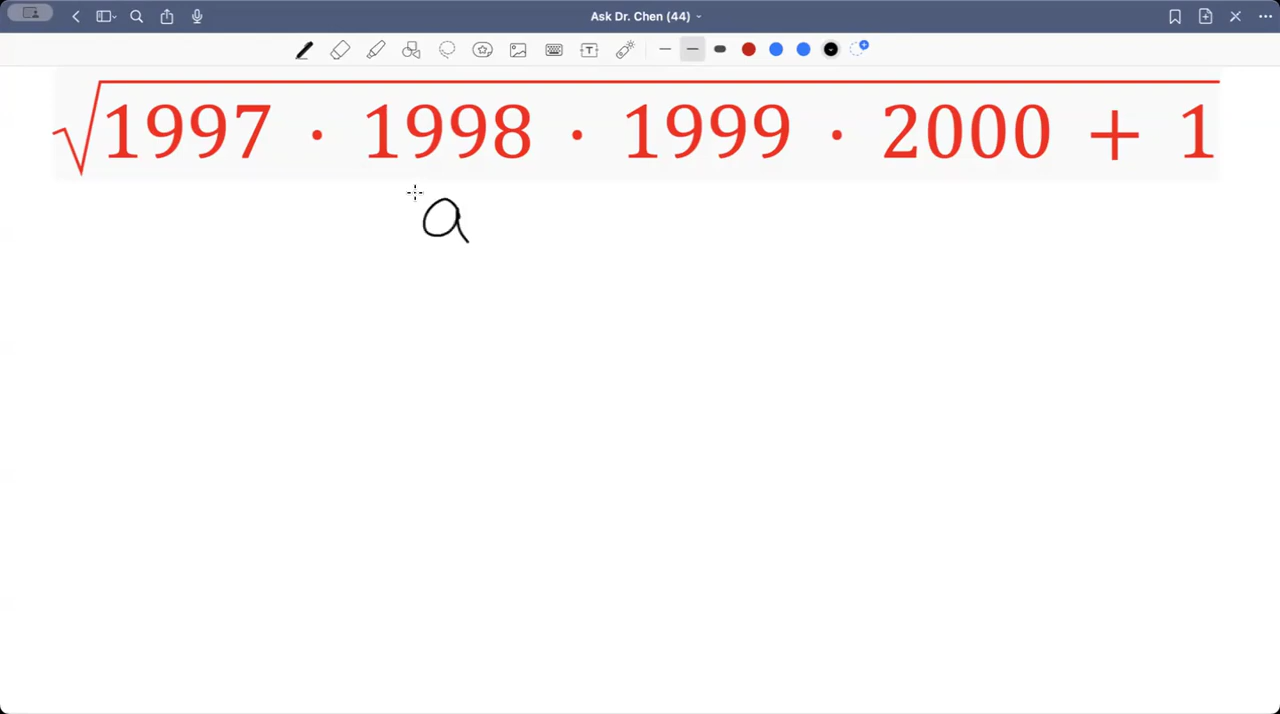 Ask Dr. Chen (44)
√1997 · 1998 · 1999 · 2000 + 1
a